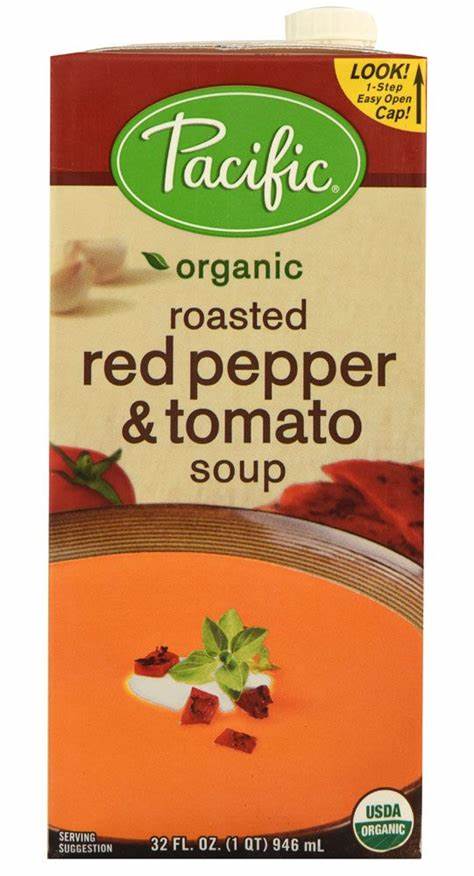 LOOK!
1-Step
Easy Open
Cap!
Pacific®
organic
roasted
red pepper
& tomato
soup
SERVING
SUGGESTION
32 FL. OZ. (1 QT) 946 mL
USDA
ORGANIC